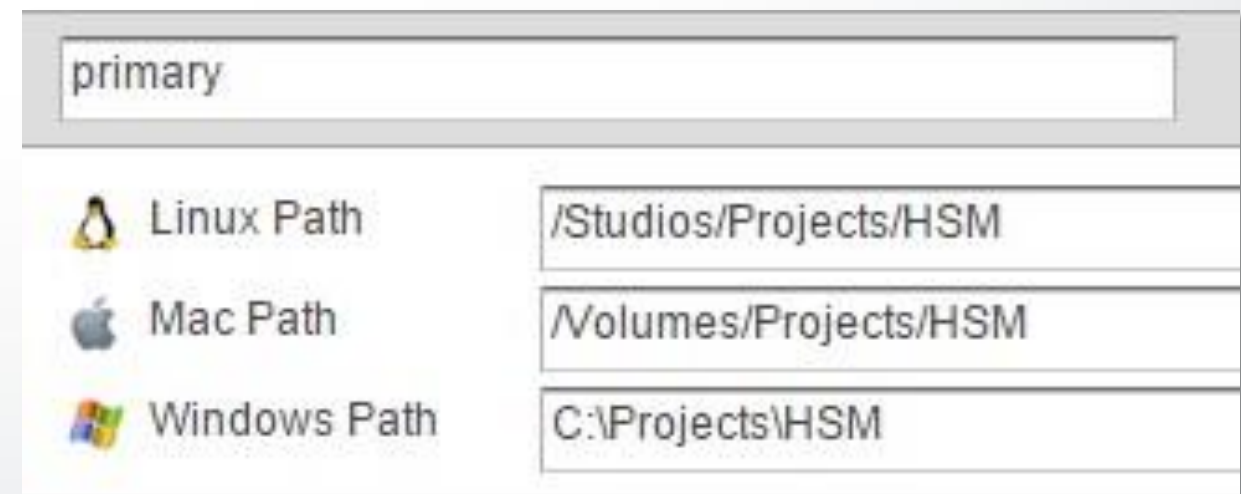 primary
Linux Path /Studios/Projects/HSM
Mac Path /Volumes/Projects/HSM
Windows Path C:\Projects\HSM